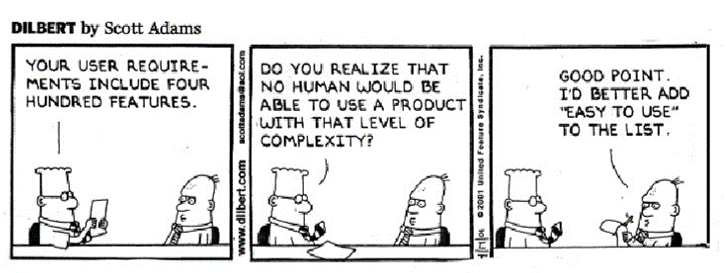 DILBERT by Scott Adams
YOUR USER REQUIRE-
MENTS INCLUDE FOUR
HUNDRED FEATURES.
DO YOU REALIZE THAT
NO HUMAN WOULD BE
ABLE TO USE A PRODUCT
WITH THAT LEVEL OF
COMPLEXITY?
GOOD POINT.
I'D BETTER ADD
"EASY TO USE"
TO THE LIST.
www.dilbert.com scottadams@aol.com
© 2001 United Feature Syndicate, Inc.